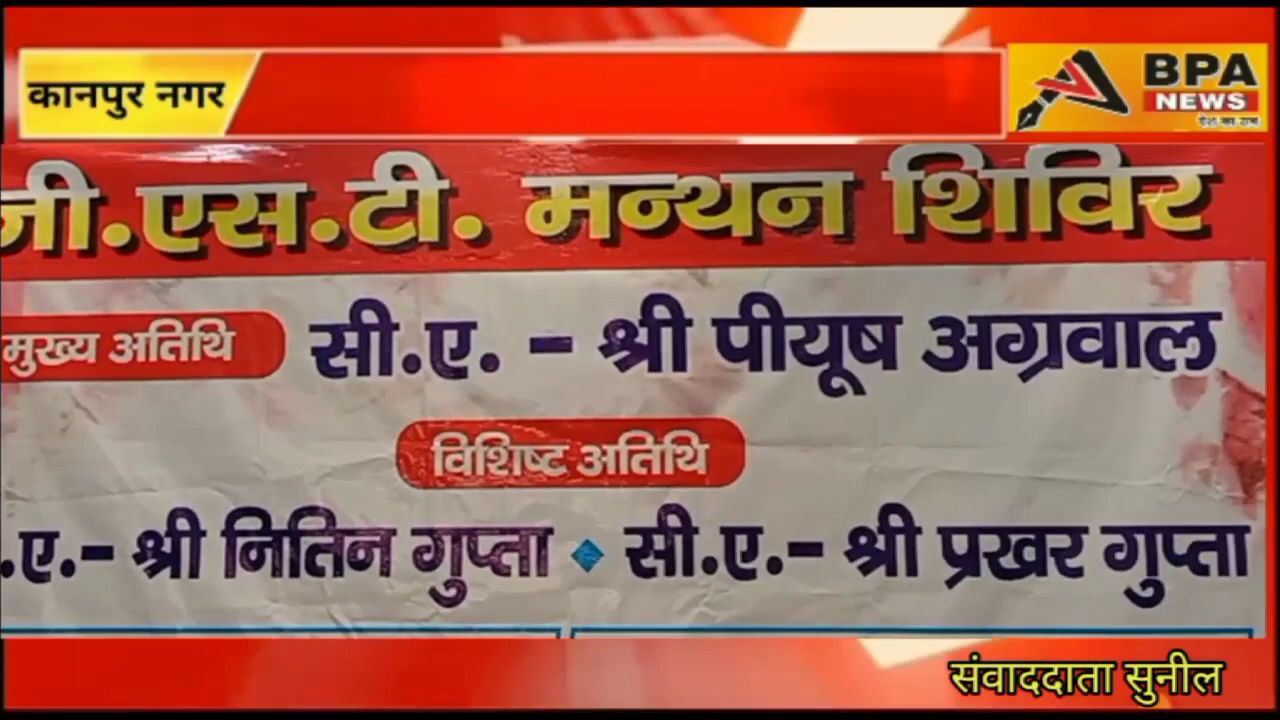 कानपुर नगर
BPA
NEWS
जी.एस.टी. मन्थन शिविर
मुख्य अतिथि सी.ए. - श्री पीयूष अग्रवाल
विशिष्ट अतिथि
.ए.- श्री नितिन गुप्ता ◆ सी.ए.- श्री प्रखर गुप्ता
संवाददाता सुनील